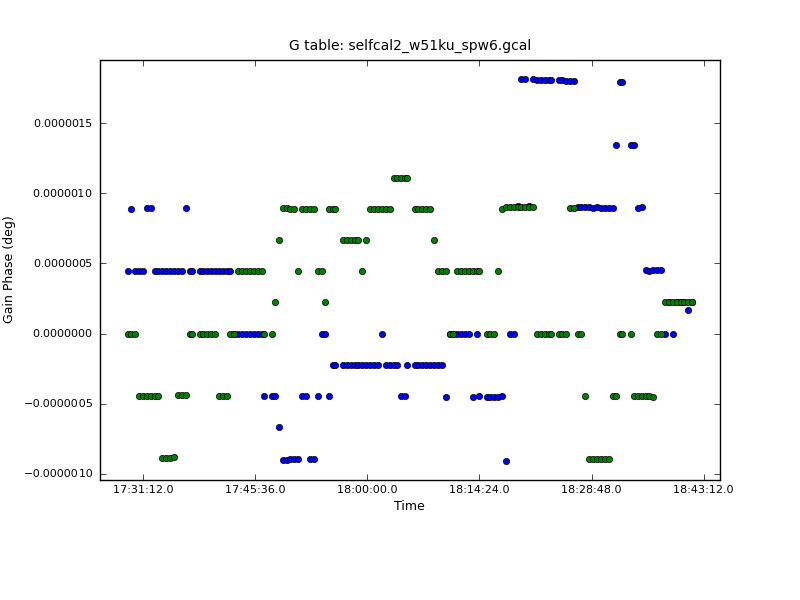 G table: selfcal2_w51ku_spw6.gcal
0.0000015
0.0000010
0.0000005
0.0000000
−0.0000005
−0.0000010
Gain Phase (deg)
17:31:12.0 17:45:36.0 18:00:00.0 18:14:24.0 18:28:48.0 18:43:12.0
Time